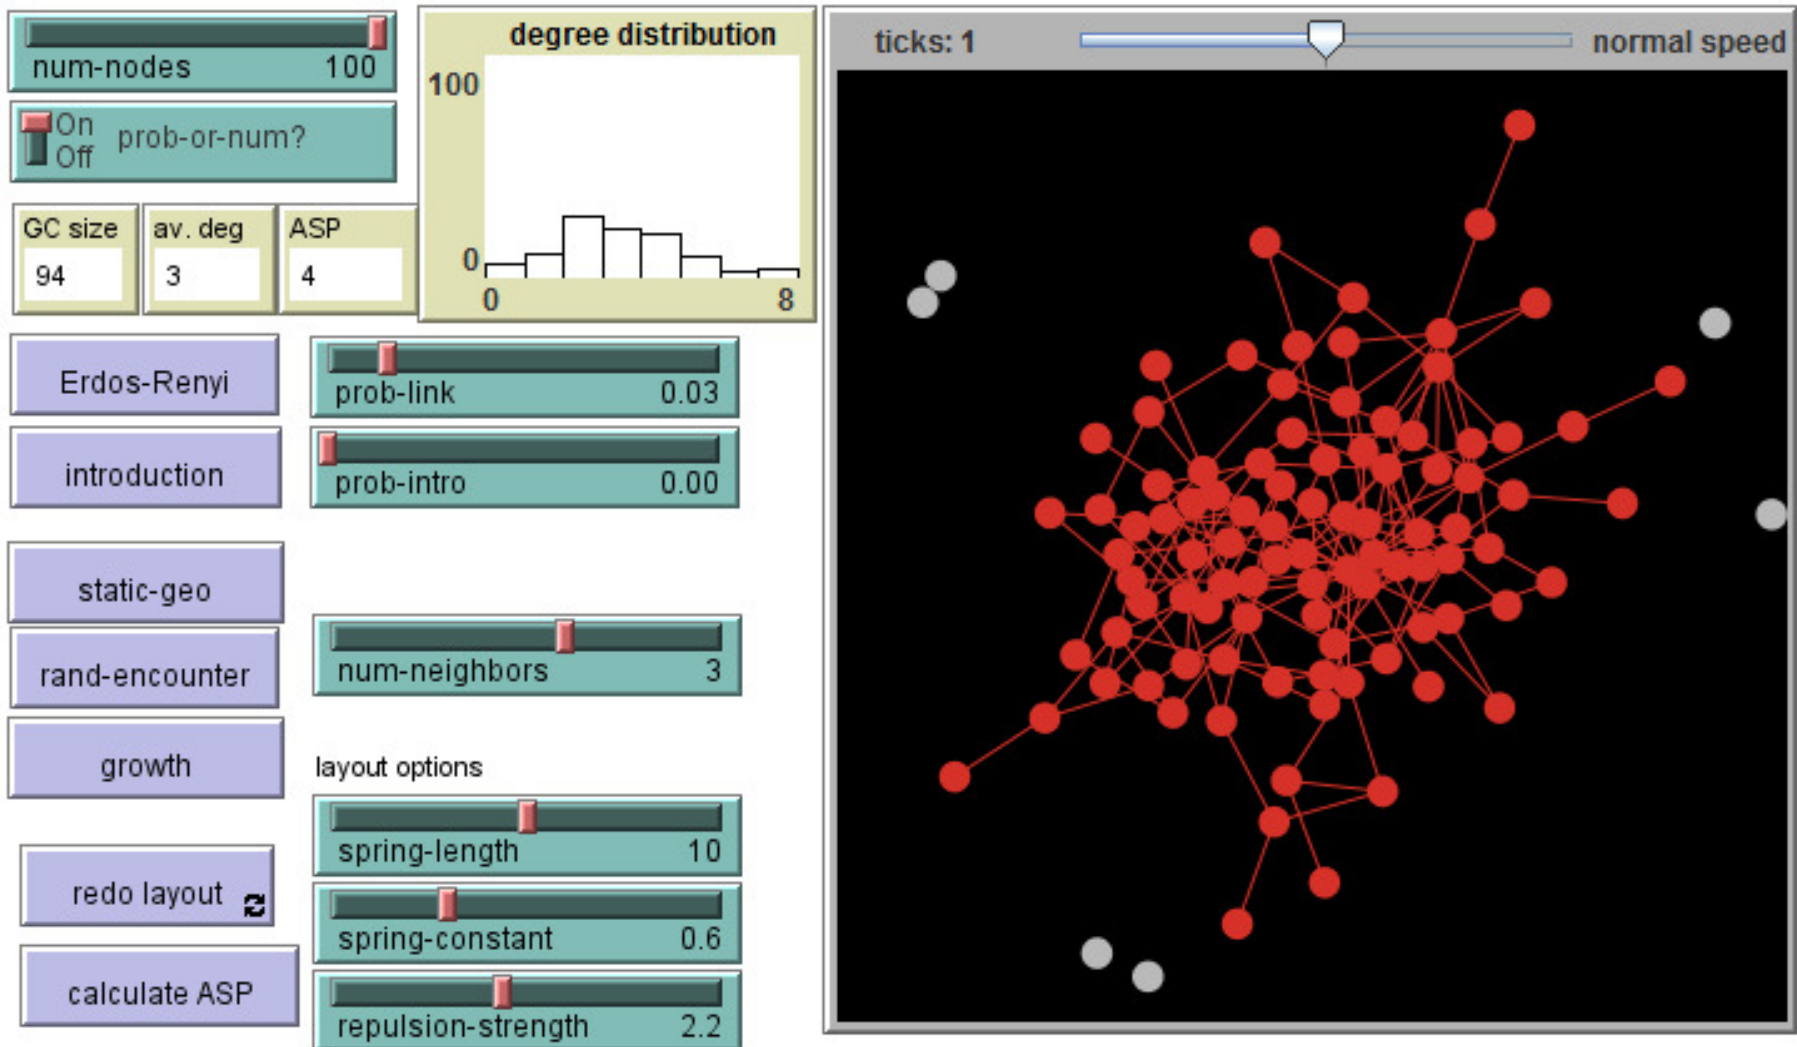 num-nodes 100
On
Off
prob-or-num?
GC size
94
av. deg
3
ASP
4
degree distribution
100
0
0 8
Erdos-Renyi
introduction
prob-link 0.03
prob-intro 0.00
static-geo
rand-encounter
growth
num-neighbors 3
layout options
spring-length 10
spring-constant 0.6
repulsion-strength 2.2
redo layout
calculate ASP
ticks: 1
normal speed